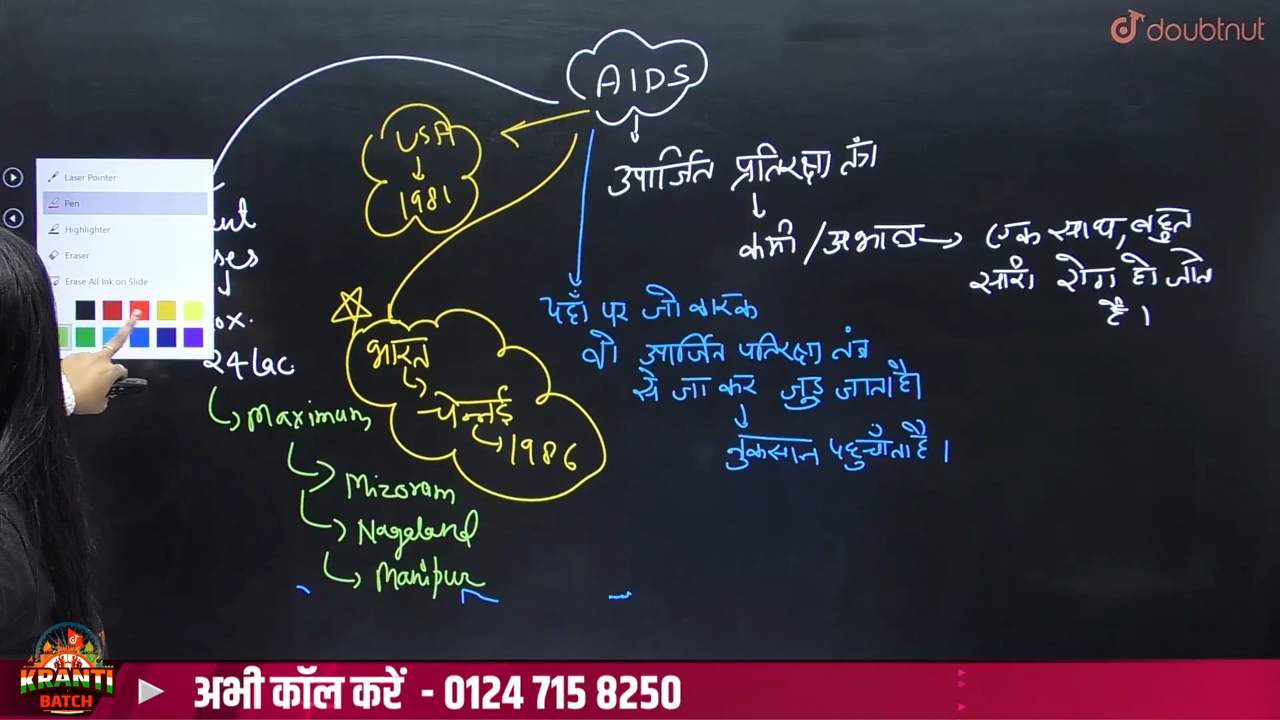 doubtnut
AIDS
USA
1981
उपार्जित प्रतिरक्षा तंत्र
कमी / अभाव → एक साथ, बहुत
सारे रोग हो जाते
है।
Laser Pointer
Pen
Highlighter
Eraser
Erase All Ink on Slide
ox.
24 lac
Maximum
Mizoram
Nagaland
Manipur
भारत
चेन्नई
1986
यहाँ पर जो कारक
वो उपार्जित प्रतिरक्षा तंत्र
से जा कर जुड़ जाता है।
नुकसान पहुचाँता है।
KRANTI
BATCH
अभी कॉल करें - 0124 715 8250